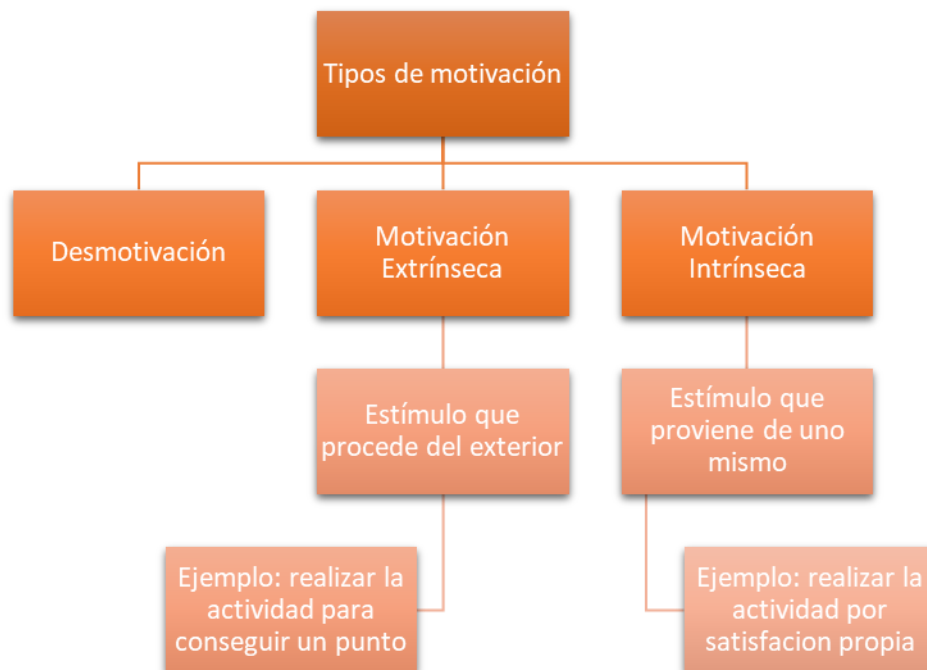 Tipos de motivación
Desmotivación
Motivación
Extrínseca
Motivación
Intrínseca
Estímulo que
procede del exterior
Estímulo que
proviene de uno
mismo
Ejemplo: realizar la
actividad para
conseguir un punto
Ejemplo: realizar la
actividad por
satisfacion propia